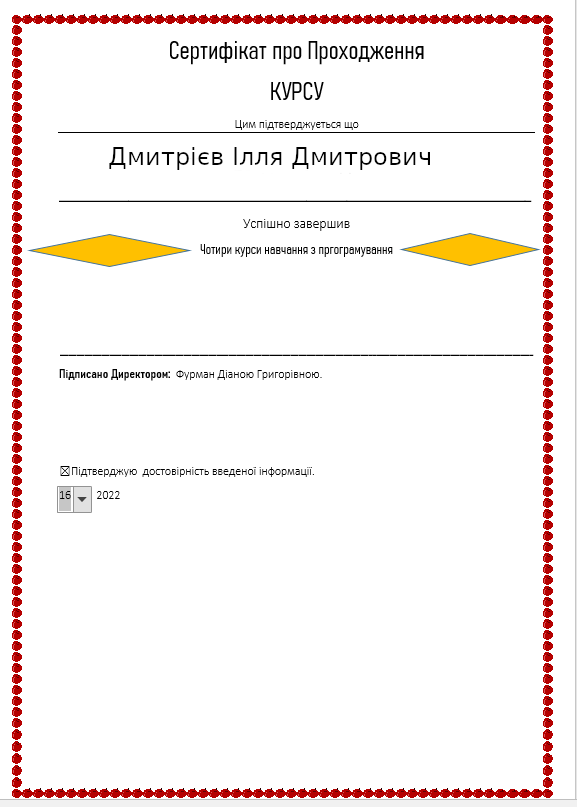 Сертифікат про Проходження
КУРСУ
Цим підтверджується що
Дмитрієв Ілля Дмитрович
Успішно завершив
Чотири курси навчання з пргограмування
Підписано Директором: Фурман Діаною Григорівною.
☒Підтверджую достовірність введеної інформації.
16 2022